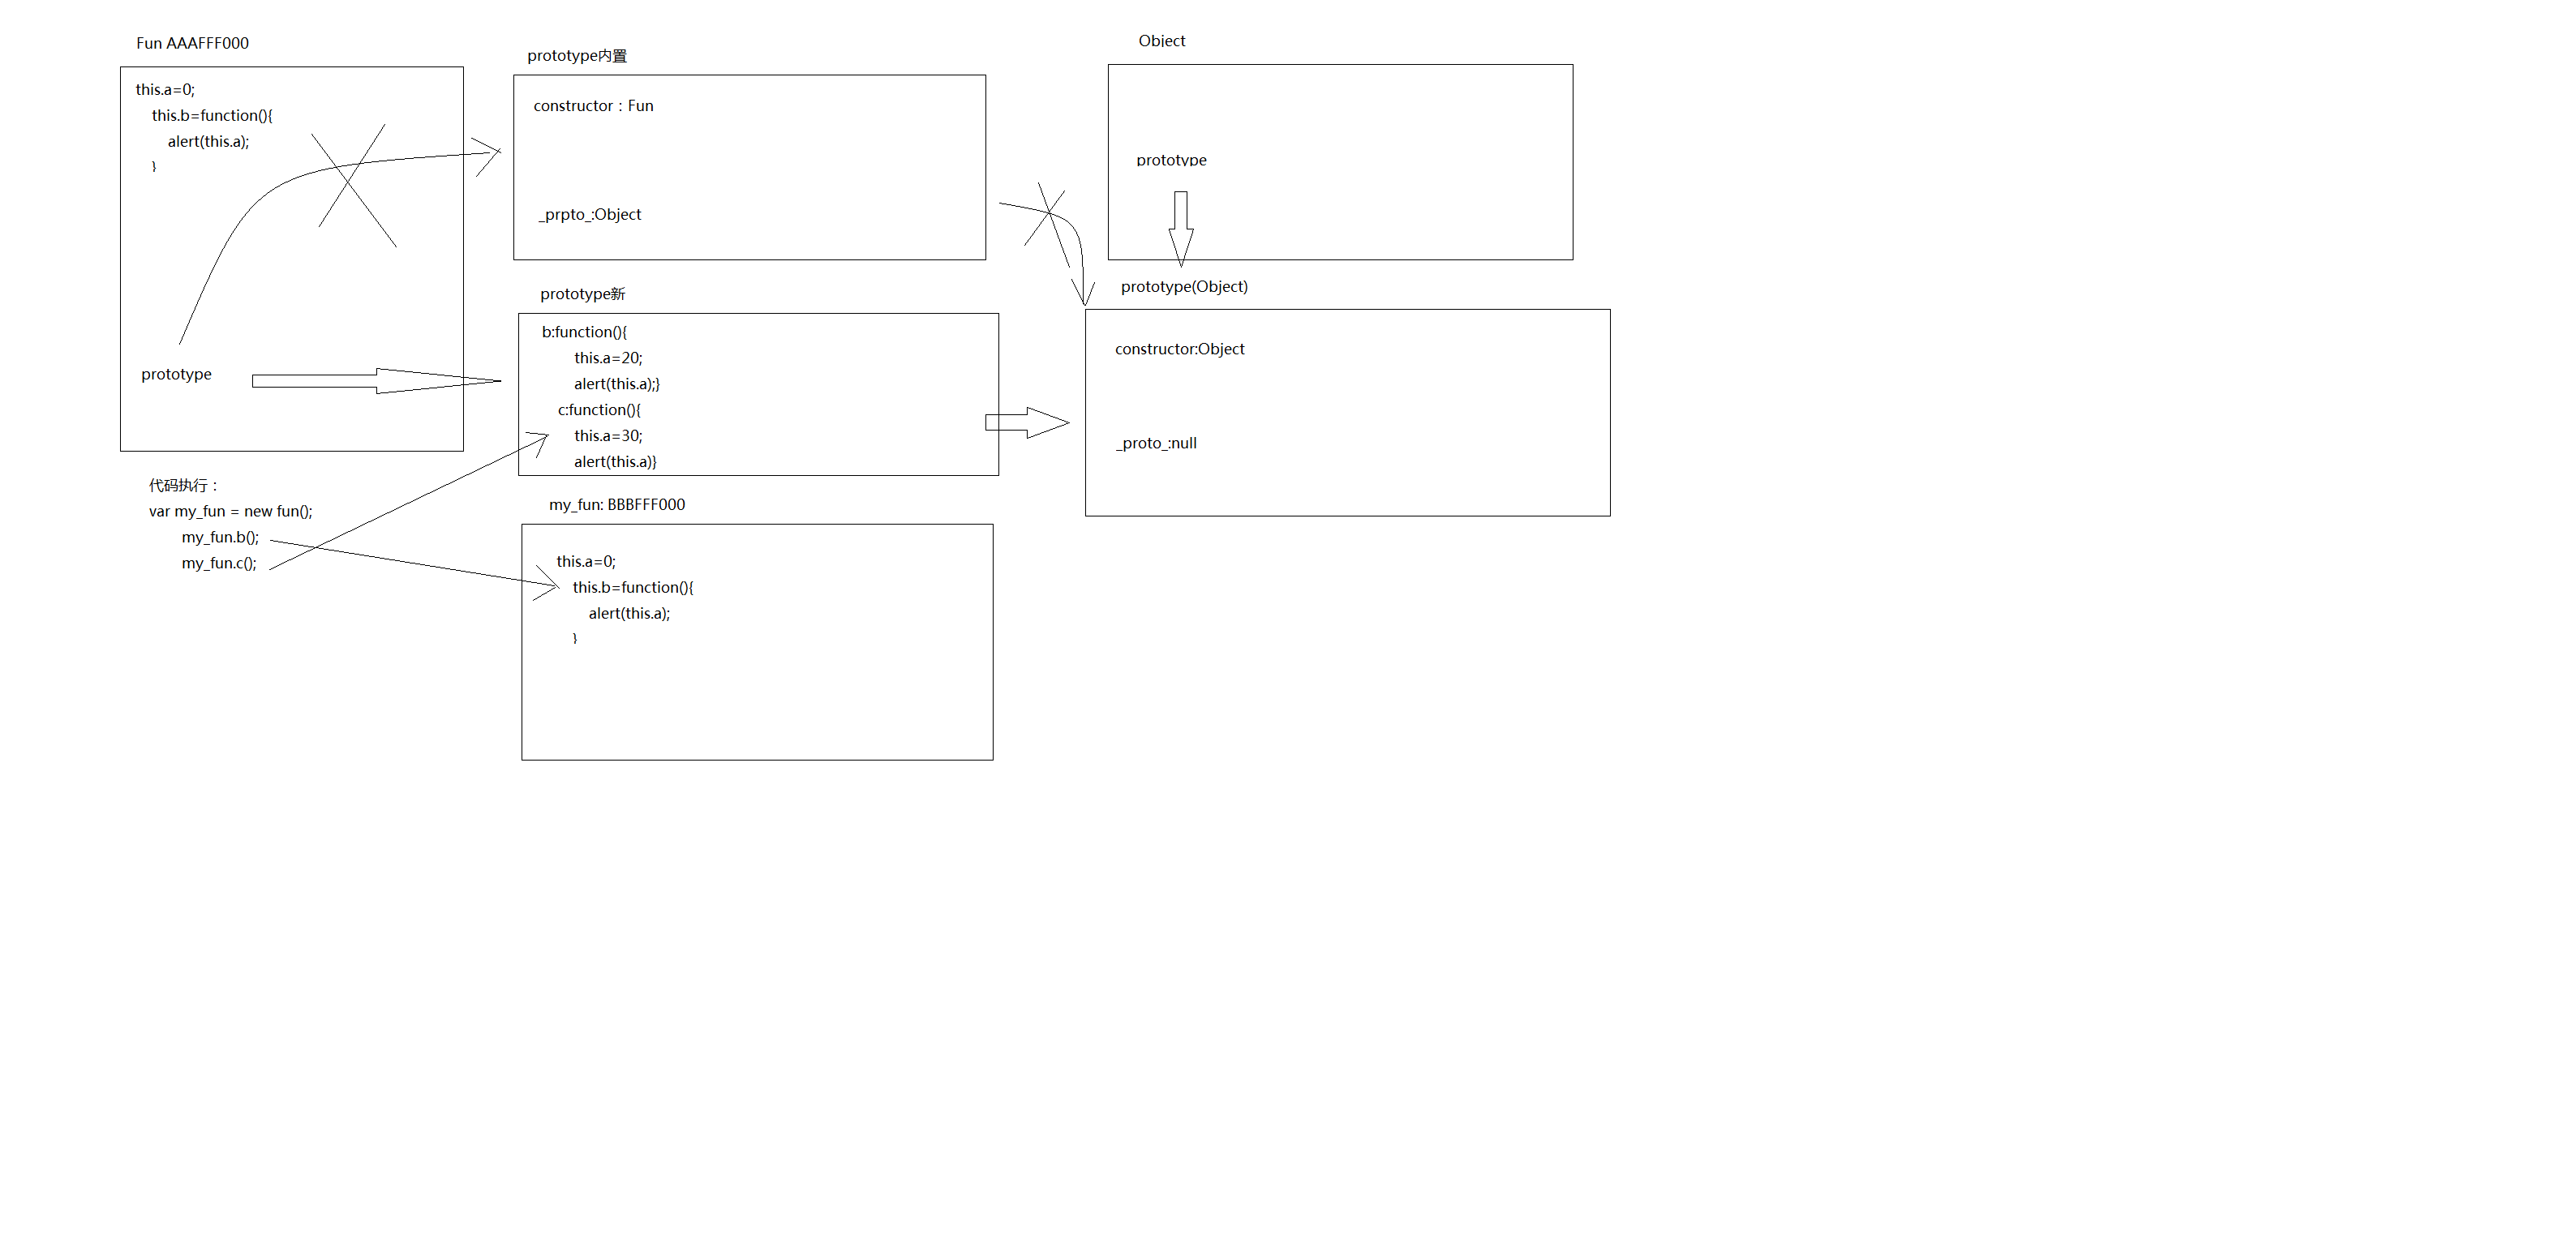 Fun AAAFFF000
this.a=0;
this.b=function(){
alert(this.a);
}
prototype
prototype内置
constructor：Fun
_prpto_:Object
Object
prototype
prototype(Object)
constructor:Object
_proto_:null
prototype新
b:function(){
this.a=20;
alert(this.a);}
c:function(){
this.a=30;
alert(this.a)}
代码执行：
var my_fun = new fun();
my_fun.b();
my_fun.c();
my_fun: BBBFFF000
this.a=0;
this.b=function(){
alert(this.a);
}